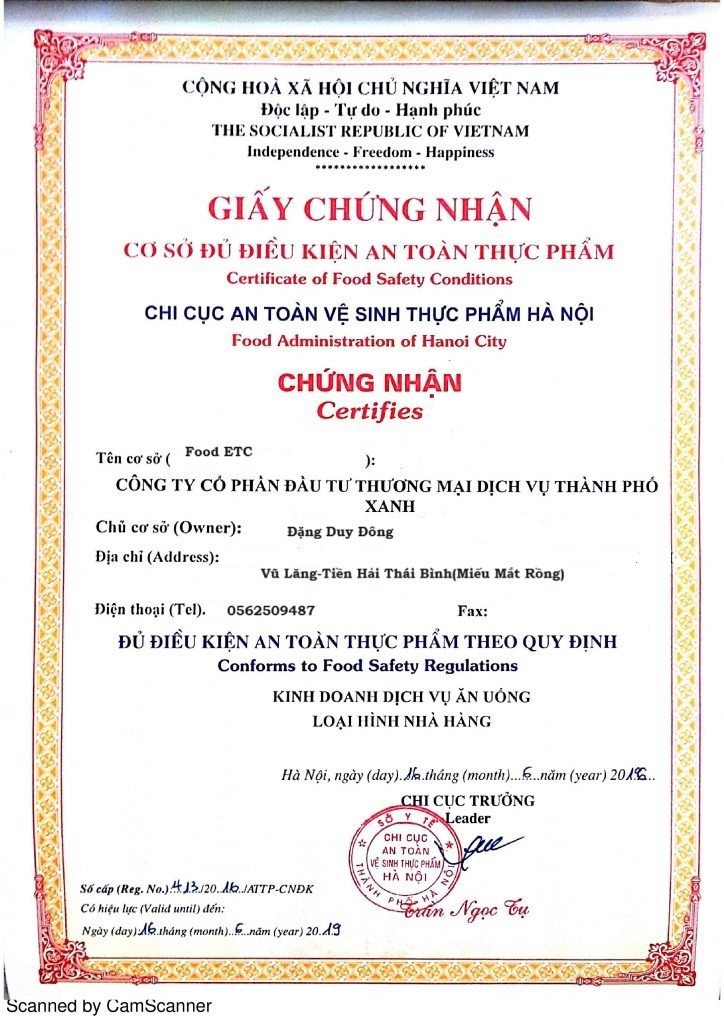 CỘNG HOÀ XÃ HỘI CHỦ NGHĨA VIỆT NAM
Độc lập - Tự do - Hạnh phúc
THE SOCIALIST REPUBLIC OF VIETNAM
Independence - Freedom - Happiness
******************
GIẤY CHỨNG NHẬN
CƠ SỞ ĐỦ ĐIỀU KIỆN AN TOÀN THỰC PHẨM
Certificate of Food Safety Conditions
CHI CỤC AN TOÀN VỆ SINH THỰC PHẨM HÀ NỘI
Food Administration of Hanoi City
CHỨNG NHẬN
Certifies
Tên cơ sở ( Food ETC ):
CÔNG TY CỔ PHẦN ĐẦU TƯ THƯƠNG MẠI DỊCH VỤ THÀNH PHỐ
XANH
Chủ cơ sở (Owner): Đặng Duy Đông
Địa chỉ (Address):
Vũ Lăng-Tiền Hải Thái Bình(Miếu Mắt Rồng)
Điện thoại (Tel). 0562509487 Fax:
ĐỦ ĐIỀU KIỆN AN TOÀN THỰC PHẨM THEO QUY ĐỊNH
Conforms to Food Safety Regulations
KINH DOANH DỊCH VỤ ĂN UỐNG
LOẠI HÌNH NHÀ HÀNG
Hà Nội, ngày (day)..16.tháng (month)...6...năm (year) 20
CHI CỤC TRƯỞNG
Leader
SỞ Y TẾ
CHI CỤC
AN TOÀN
VỆ SINH THỰC PHẨM
HÀ NỘI
THÀNH PHỐ HÀ NỘI
Trần Ngọc Tụ
Số cấp (Reg. No.).413/20..16../ATTP-CNĐK
Có hiệu lực (Valid until) đến:
Ngày (day).16.tháng (month)..6..năm (year) 20.19
Scanned by CamScanner